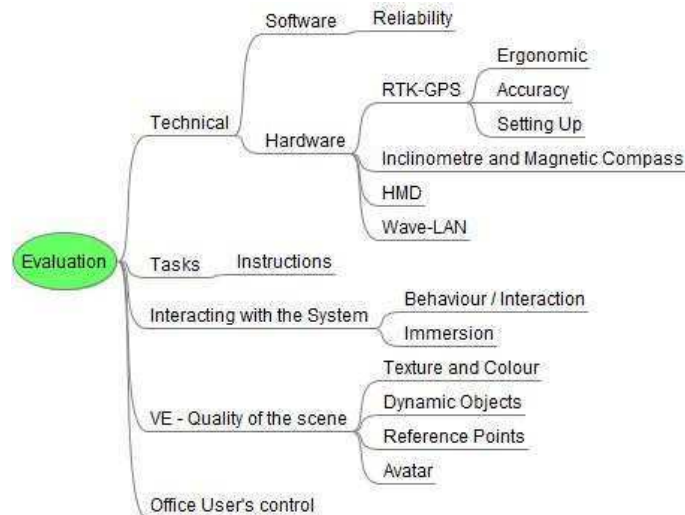 Software
Reliability
Ergonomic
RTK-GPS
Accuracy
Technical
Setting Up
Hardware
Inclinometre and Magnetic Compass
HMD
Wave-LAN
Evaluation
Tasks
Instructions
Behaviour / Interaction
Interacting with the System
Immersion
Texture and Colour
Dynamic Objects
VE - Quality of the scene
Reference Points
Avatar
Office User's control